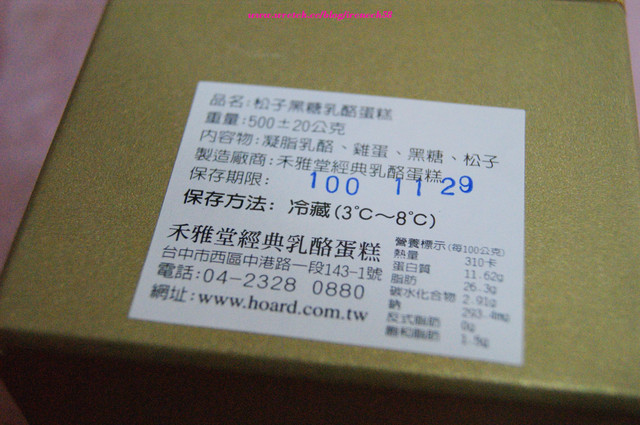 品名:松子黑糖乳酪蛋糕
重量:500±20公克
內容物:凝脂乳酪、雞蛋、黑糖、松子
製造廠商:禾雅堂經典乳酪蛋糕
保存期限: 100 11 29
保存方法: 冷藏(3℃~8℃)
禾雅堂經典乳酪蛋糕
台中市西區中港路一段143-1號
電話:04-2328 0880
網址:www.hoard.com.tw
營養標示(每100公克)
熱量 310卡
蛋白質 11.62g
脂肪 26.3g
碳水化合物 2.91g
鈉 293.4mg
反式脂肪 0g
飽和脂肪